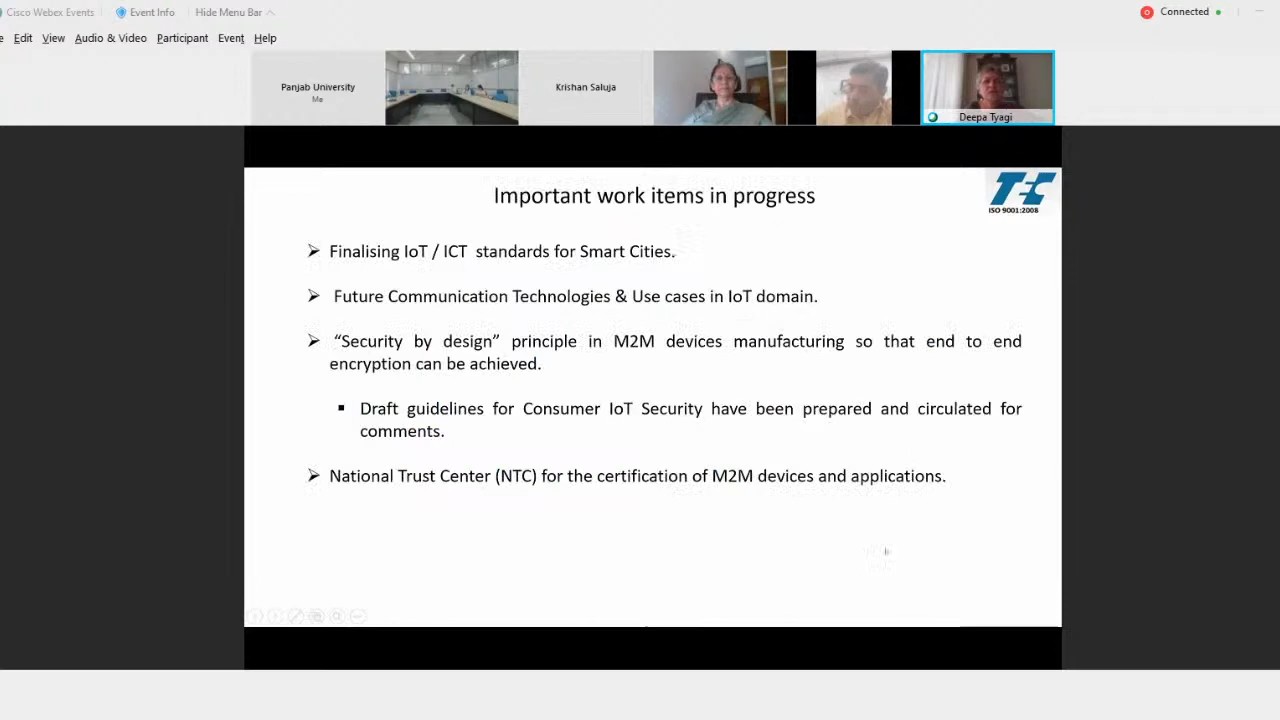 Cisco Webex Events Event Info Hide Menu Bar Connected
Edit View Audio & Video Participant Event Help
Panjab University
Me
Krishan Saluja
Deepa Tyagi
Important work items in progress
TEC
ISO 9001:2008
Finalising IoT / ICT standards for Smart Cities.
Future Communication Technologies & Use cases in IoT domain.
“Security by design” principle in M2M devices manufacturing so that end to end
encryption can be achieved.
Draft guidelines for Consumer IoT Security have been prepared and circulated for
comments.
National Trust Center (NTC) for the certification of M2M devices and applications.